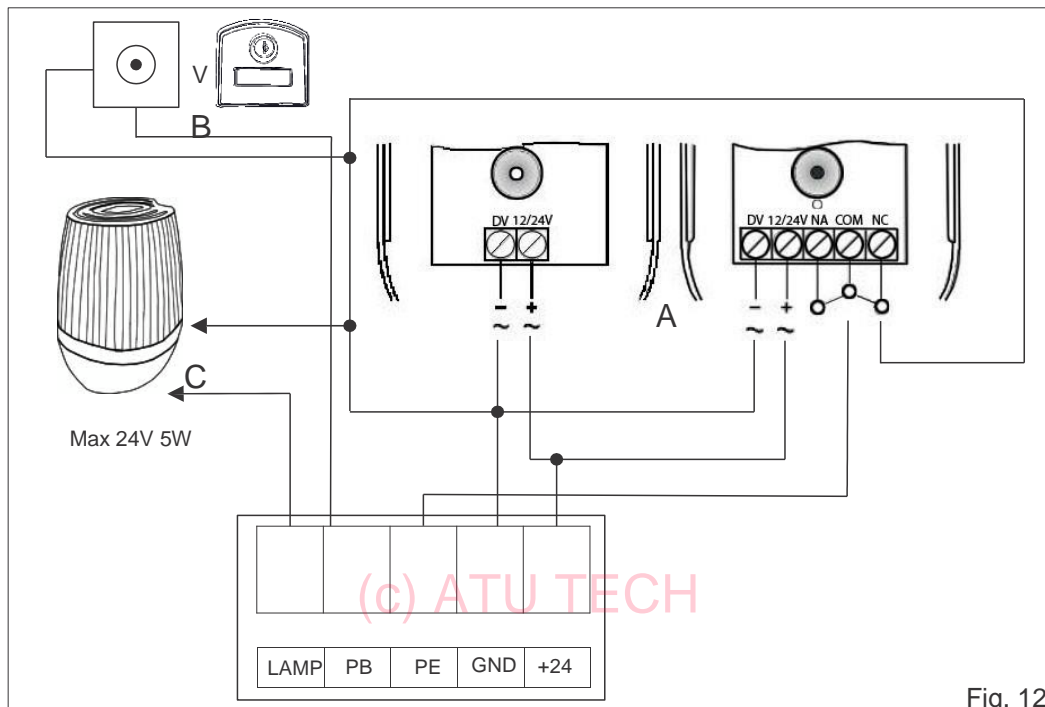 V
B
DV 12/24V
- +
~ ~
A
DV 12/24V NA COM NC
- +
~ ~
C
Max 24V 5W
(c) ATU TECH
LAMP PB PE GND +24
Fig. 12